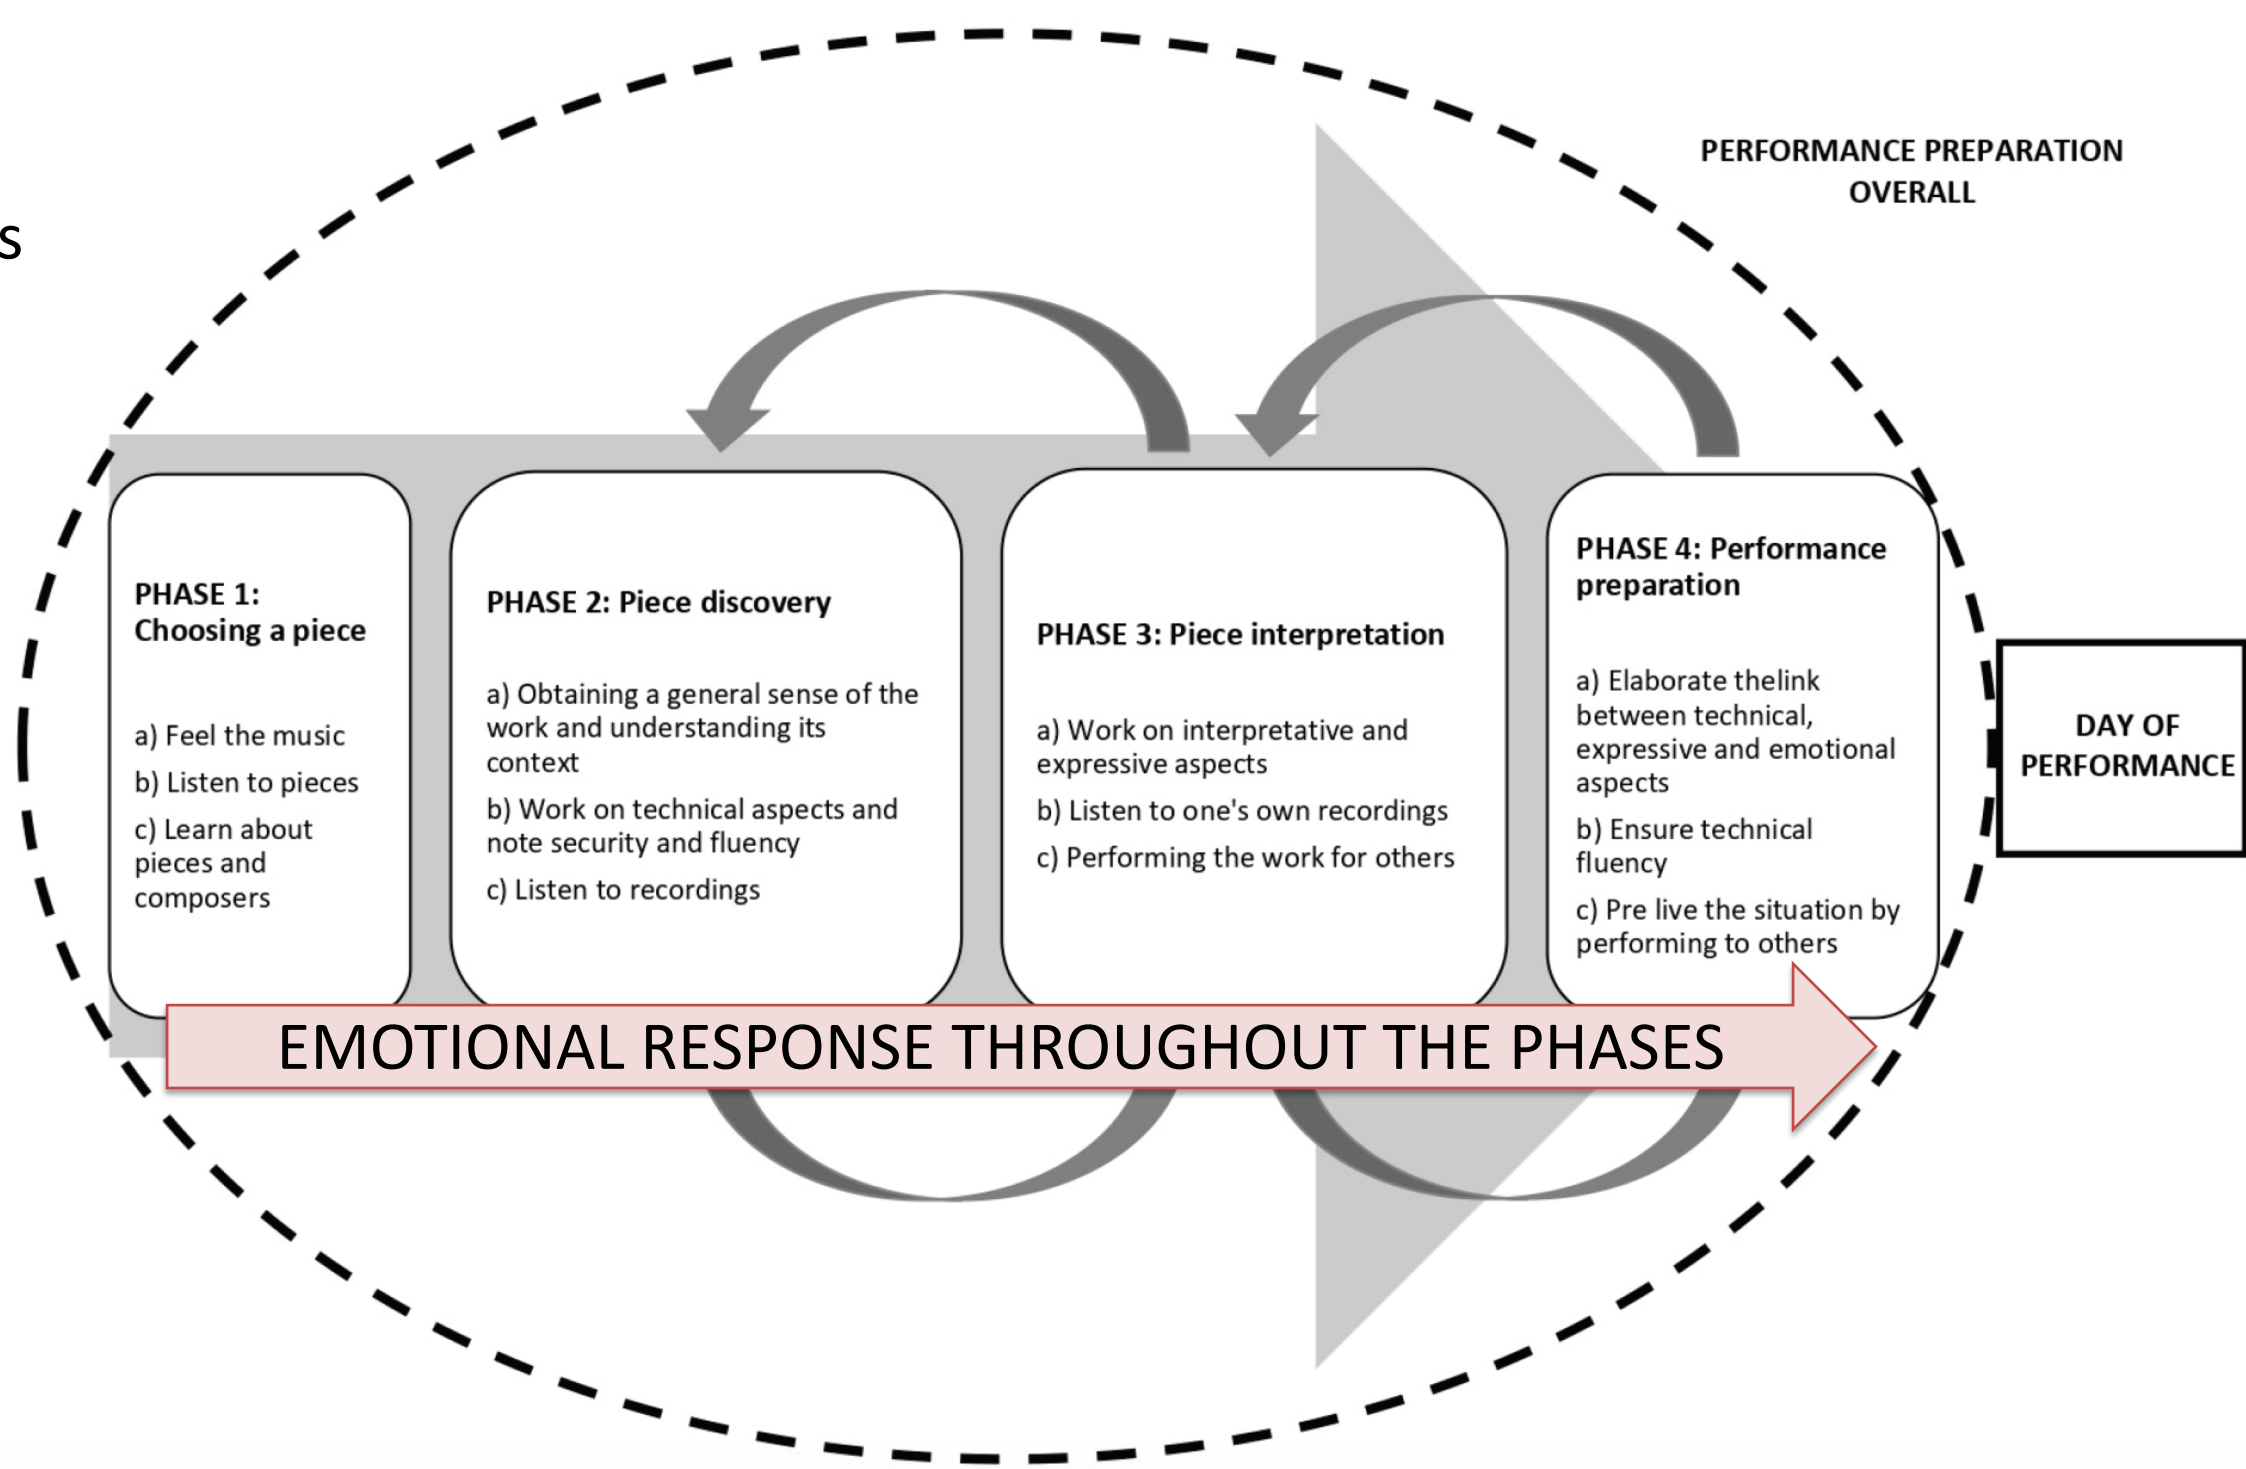 PERFORMANCE PREPARATION
OVERALL
s
PHASE 1:
Choosing a piece
a) Feel the music
b) Listen to pieces
c) Learn about
pieces and
composers
PHASE 2: Piece discovery
a) Obtaining a general sense of the
work and understanding its
context
b) Work on technical aspects and
note security and fluency
c) Listen to recordings
PHASE 3: Piece interpretation
a) Work on interpretative and
expressive aspects
b) Listen to one's own recordings
c) Performing the work for others
PHASE 4: Performance
preparation
a) Elaborate thelink
between technical,
expressive and emotional
aspects
b) Ensure technical
fluency
c) Pre live the situation by
performing to others
DAY OF
PERFORMANCE
EMOTIONAL RESPONSE THROUGHOUT THE PHASES